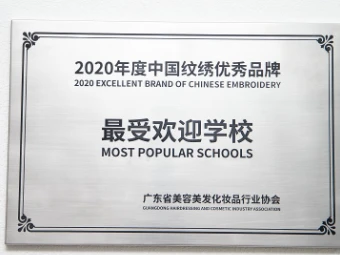 2020年度中国纹绣优秀品牌
2020 EXCELLENT BRAND OF CHINESE EMBROIDERY
最受欢迎学校
MOST POPULAR SCHOOLS
广东省美容美发化妆品行业协会
GUANGDONG HAIRDRESSING AND COSMETIC INDUSTRY ASSOCIATION